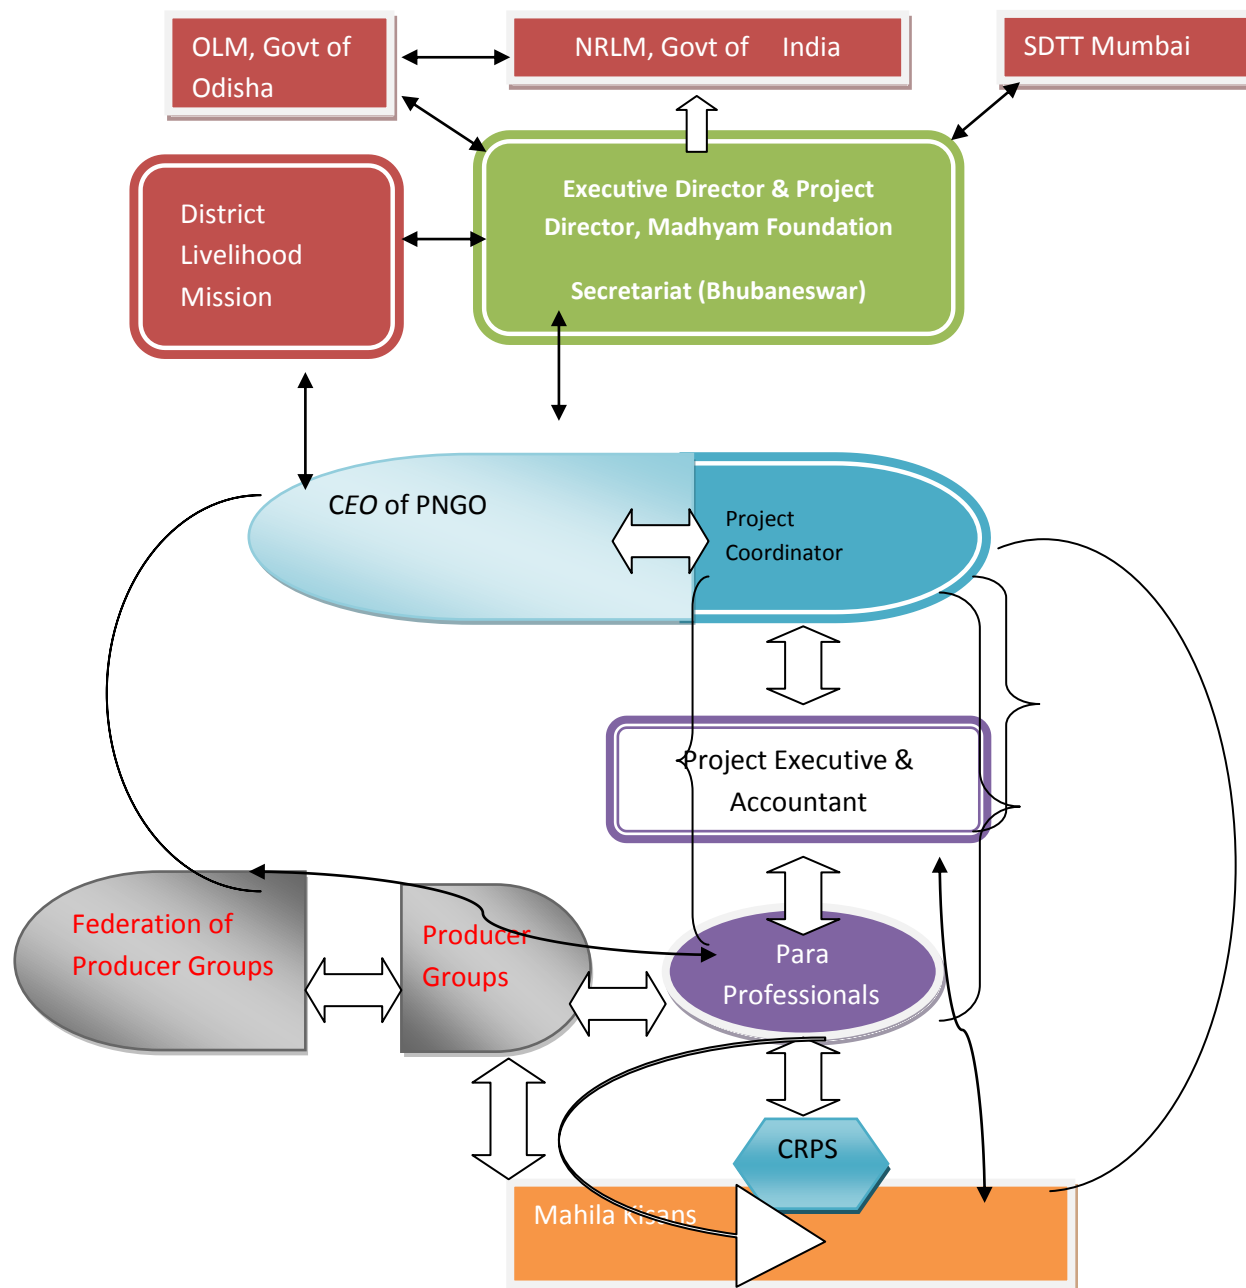 OLM, Govt of
Odisha
NRLM, Govt of India
SDTT Mumbai
District
Livelihood
Mission
Executive Director & Project
Director, Madhyam Foundation
Secretariat (Bhubaneswar)
CEO of PNGO
Project
Coordinator
Project Executive &
Accountant
Federation of
Producer Groups
Producer
Groups
Para
Professionals
CRPS
Mahila Kisans